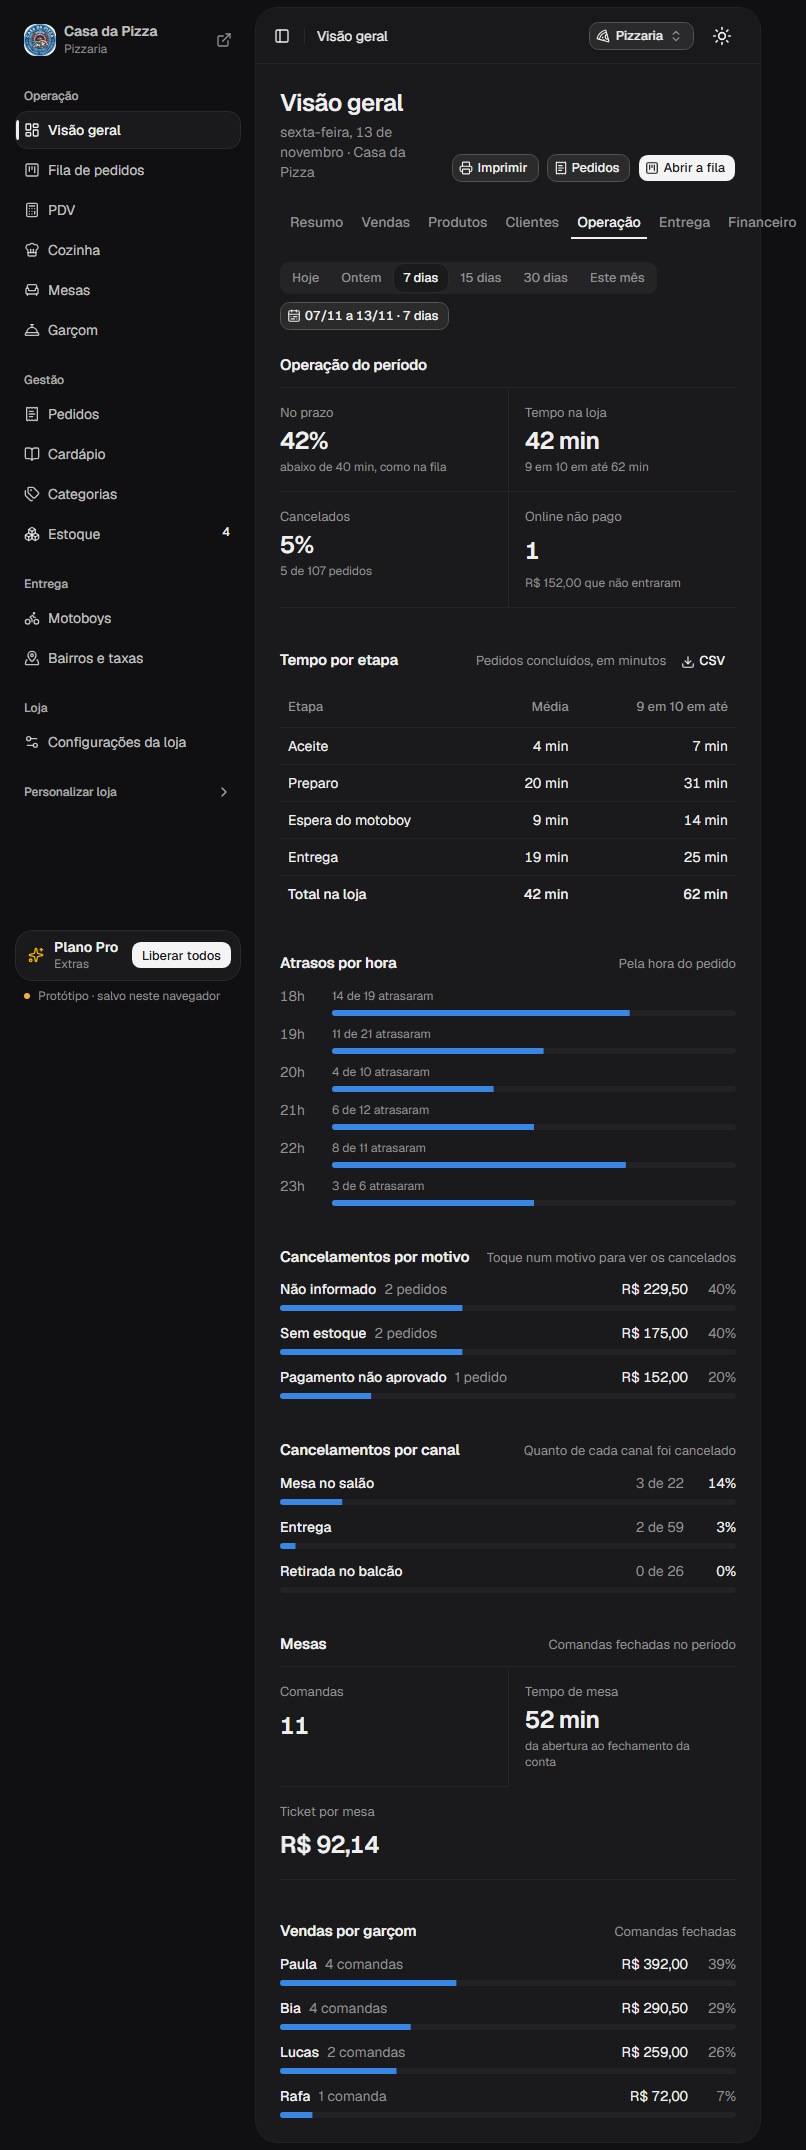 Casa da Pizza
Pizzaria
Operação
Visão geral
Fila de pedidos
PDV
Cozinha
Mesas
Garçom
Gestão
Pedidos
Cardápio
Categorias
Estoque 4
Entrega
Motoboys
Bairros e taxas
Loja
Configurações da loja
Personalizar loja
Plano Pro
Extras
Liberar todos
Protótipo · salvo neste navegador
Visão geral
Pizzaria
Visão geral
sexta-feira, 13 de
novembro · Casa da
Pizza
Imprimir Pedidos Abrir a fila
Resumo Vendas Produtos Clientes Operação Entrega Financeiro
Hoje Ontem 7 dias 15 dias 30 dias Este mês
07/11 a 13/11 · 7 dias
Operação do período
No prazo
42%
abaixo de 40 min, como na fila
Tempo na loja
42 min
9 em 10 em até 62 min
Cancelados
5%
5 de 107 pedidos
Online não pago
1
R$ 152,00 que não entraram
Tempo por etapa Pedidos concluídos, em minutos CSV
Etapa Média 9 em 10 em até
Aceite 4 min 7 min
Preparo 20 min 31 min
Espera do motoboy 9 min 14 min
Entrega 19 min 25 min
Total na loja 42 min 62 min
Atrasos por hora Pela hora do pedido
18h 14 de 19 atrasaram
19h 11 de 21 atrasaram
20h 4 de 10 atrasaram
21h 6 de 12 atrasaram
22h 8 de 11 atrasaram
23h 3 de 6 atrasaram
Cancelamentos por motivo Toque num motivo para ver os cancelados
Não informado 2 pedidos R$ 229,50 40%
Sem estoque 2 pedidos R$ 175,00 40%
Pagamento não aprovado 1 pedido R$ 152,00 20%
Cancelamentos por canal Quanto de cada canal foi cancelado
Mesa no salão 3 de 22 14%
Entrega 2 de 59 3%
Retirada no balcão 0 de 26 0%
Mesas Comandas fechadas no período
Comandas
11
Tempo de mesa
52 min
da abertura ao fechamento da
conta
Ticket por mesa
R$ 92,14
Vendas por garçom Comandas fechadas
Paula 4 comandas R$ 392,00 39%
Bia 4 comandas R$ 290,50 29%
Lucas 2 comandas R$ 259,00 26%
Rafa 1 comanda R$ 72,00 7%